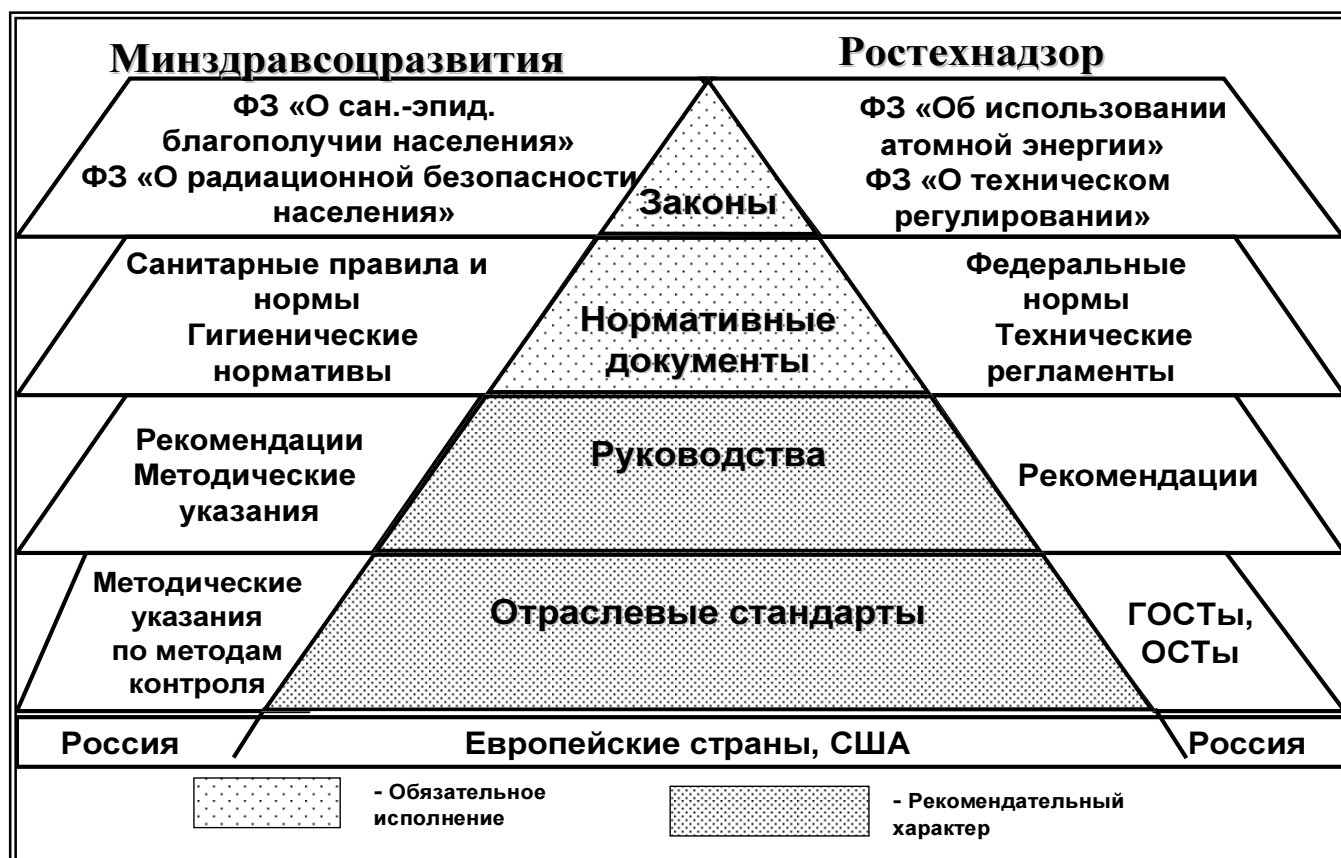 Минздравсоцразвития
Ростехнадзор
ФЗ «О сан.-эпид.
благополучии населения»
ФЗ «О радиационной безопасности
населения»
Законы
ФЗ «Об использовании
атомной энергии»
ФЗ «О техническом
регулировании»
Санитарные правила и
нормы
Гигиенические
нормативы
Нормативные
документы
Федеральные
нормы
Технические
регламенты
Рекомендации
Методические
указания
Руководства
Рекомендации
Методические
указания
по методам
контроля
Отраслевые стандарты
ГОСТы,
ОСТы
Россия
Европейские страны, США
Россия
- Обязательное
исполнение
- Рекомендательный
характер